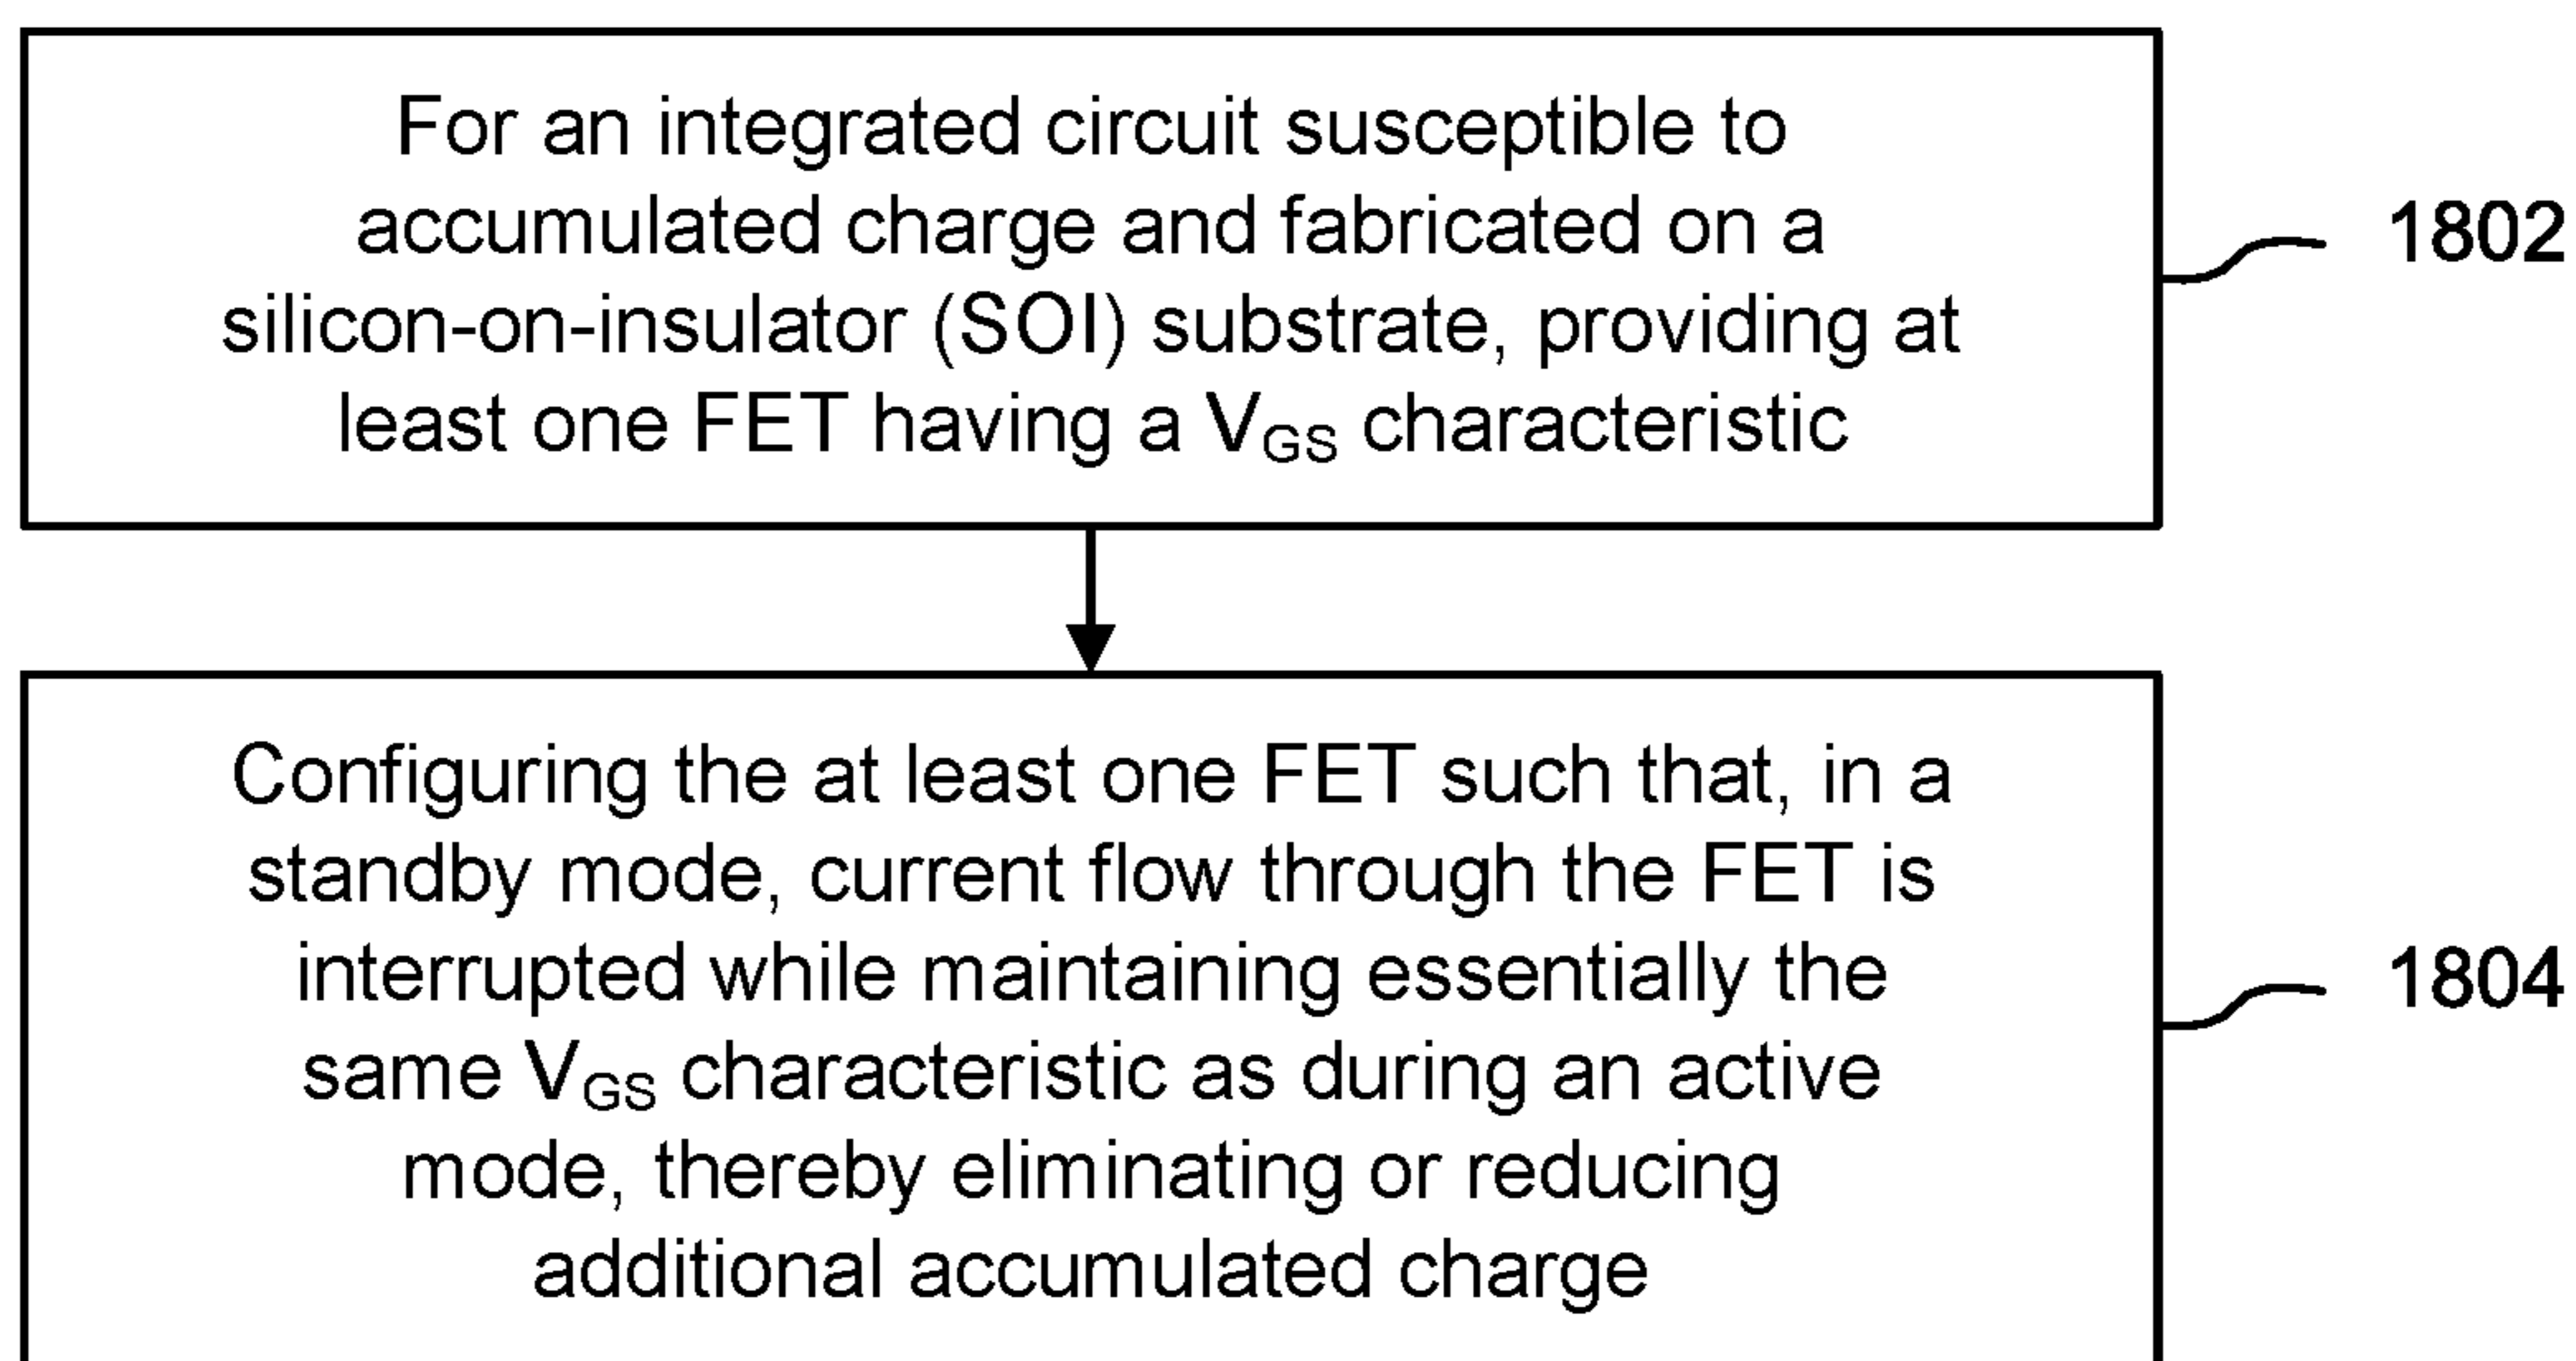 For an integrated circuit susceptible to
accumulated charge and fabricated on a
silicon-on-insulator (SOI) substrate, providing at
least one FET having a VGS characteristic
1802
Configuring the at least one FET such that, in a
standby mode, current flow through the FET is
interrupted while maintaining essentially the
same VGS characteristic as during an active
mode, thereby eliminating or reducing
additional accumulated charge
1804